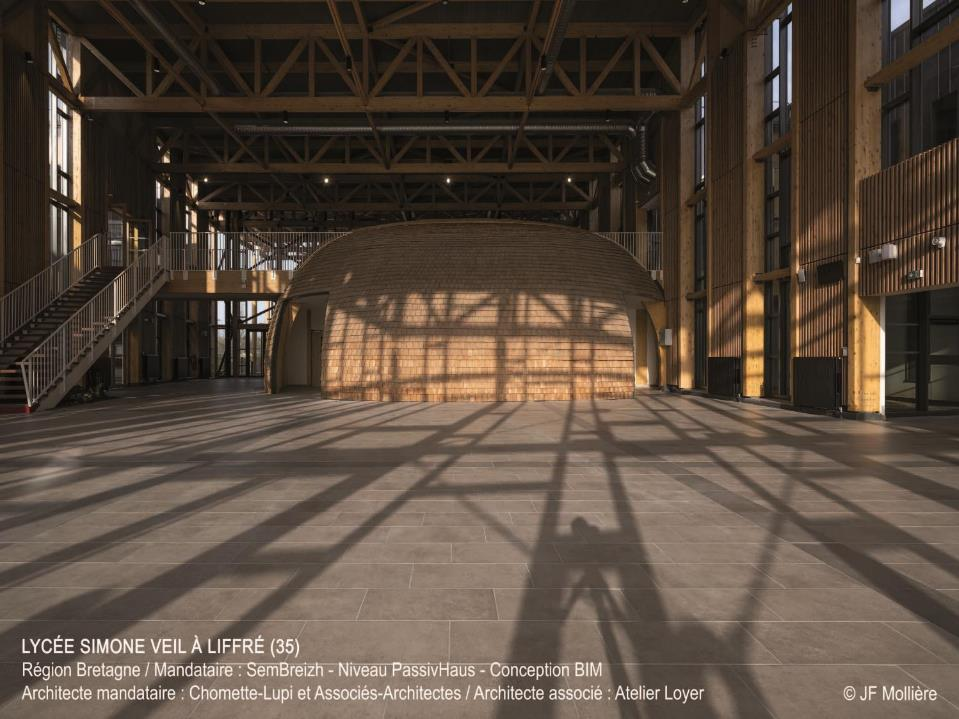 LYCÉE SIMONE VEIL À LIFFRÉ (35)
Région Bretagne / Mandataire : SemBreizh - Niveau PassivHaus - Conception BIM
Architecte mandataire : Chomette-Lupi et Associés-Architectes / Architecte associé : Atelier Loyer
© JF Mollière